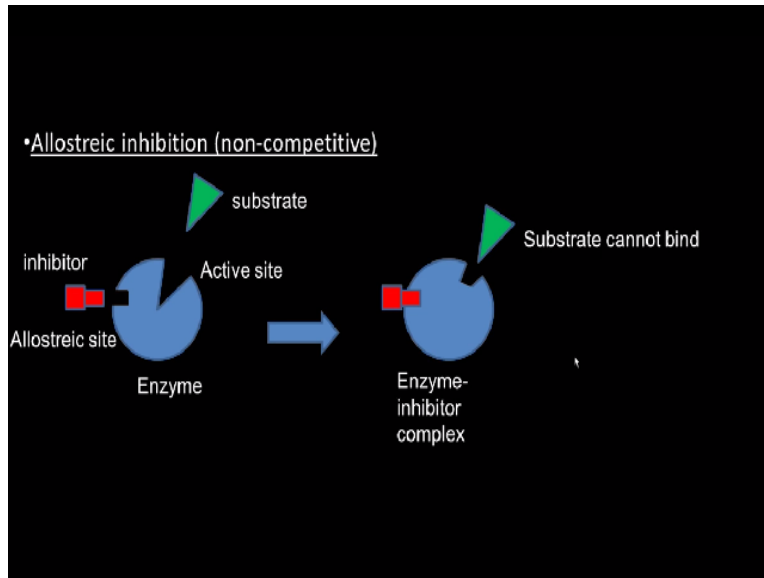 •Allostreic inhibition (non-competitive)
substrate
Substrate cannot bind
inhibitor
Active site
Allostreic site
Enzyme
Enzyme-
inhibitor
complex